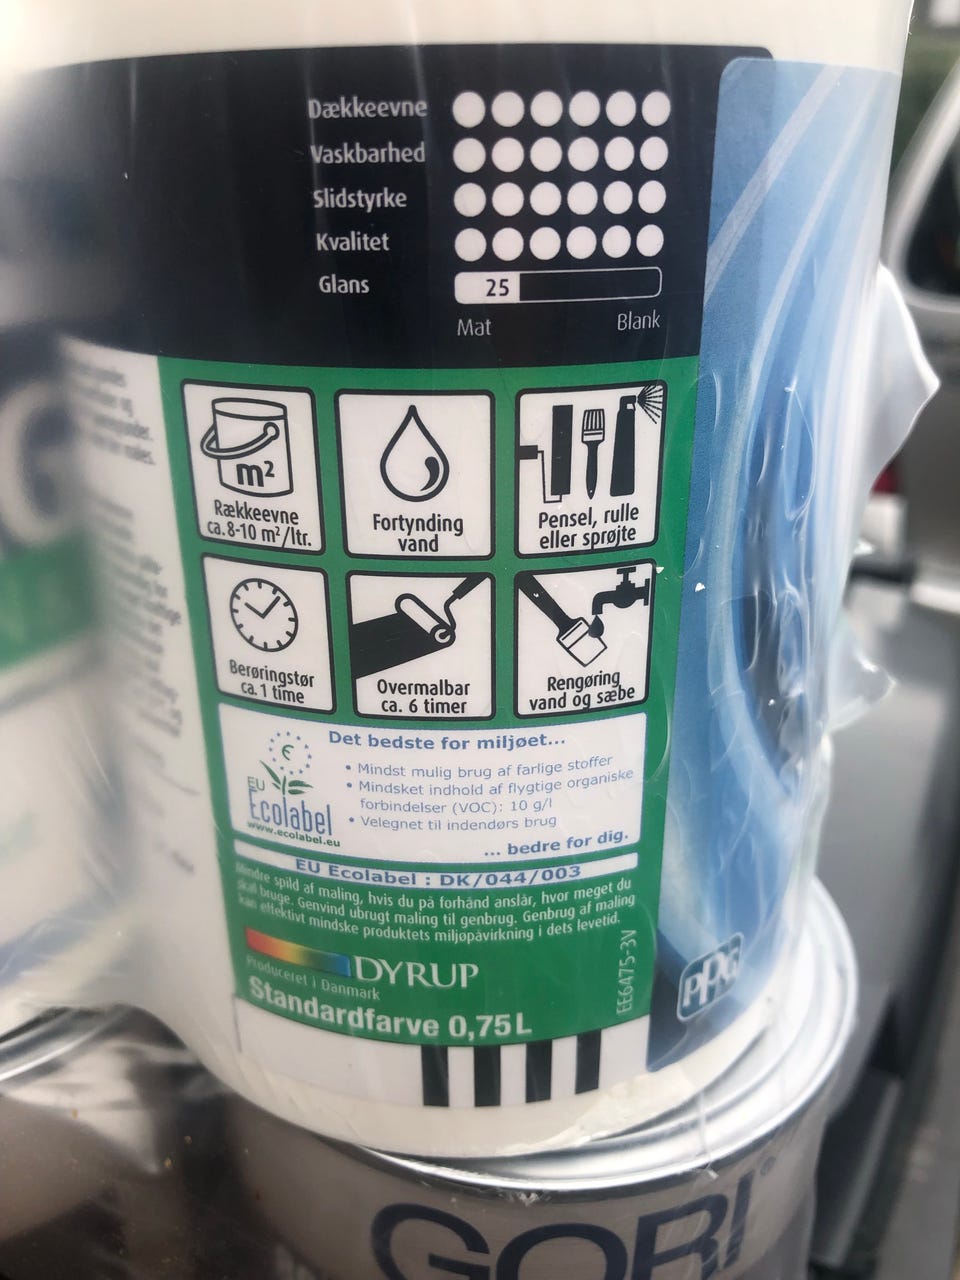 Dækkeevne
Vaskbarhed
Slidstyrke
Kvalitet
Glans
25
Mat Blank
m²
Rækkeevne
ca. 8-10 m²/ltr.
Fortynding
vand
Pensel, rulle
eller sprøjte
Berøringstør
ca. 1 time
Overmalbar
ca. 6 timer
Rengøring
vand og sæbe
Det bedste for miljøet...
• Mindst mulig brug af farlige stoffer
• Mindsket indhold af flygtige organiske
forbindelser (VOC): 10 g/l
• Velegnet til indendørs brug
... bedre for dig.
EU
Ecolabel
www.ecolabel.eu
EU Ecolabel : DK/044/003
Mindre spild af maling, hvis du på forhånd anslår, hvor meget du
skal bruge. Genvind ubrugt maling til genbrug. Genbrug af maling
kan effektivt mindske produktets miljøpåvirkning i dets levetid.
DYRUP
Produceret i Danmark
Standardfarve 0,75L
EE6475-3V
PPG
GORI®